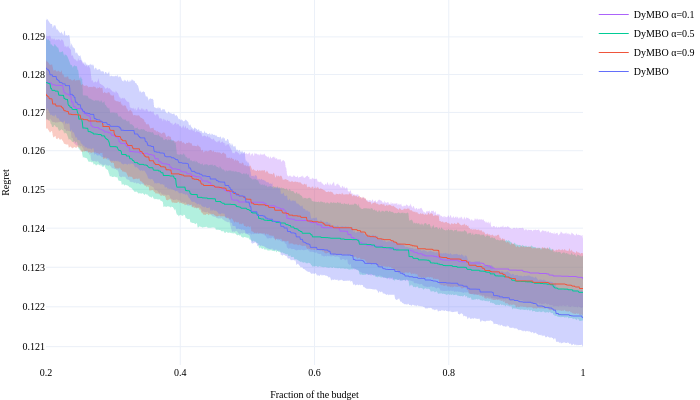 DyMBO α=0.1
DyMBO α=0.5
DyMBO α=0.9
DyMBO
Regret
0.129
0.128
0.127
0.126
0.125
0.124
0.123
0.122
0.121
0.2 0.4 0.6 0.8 1
Fraction of the budget